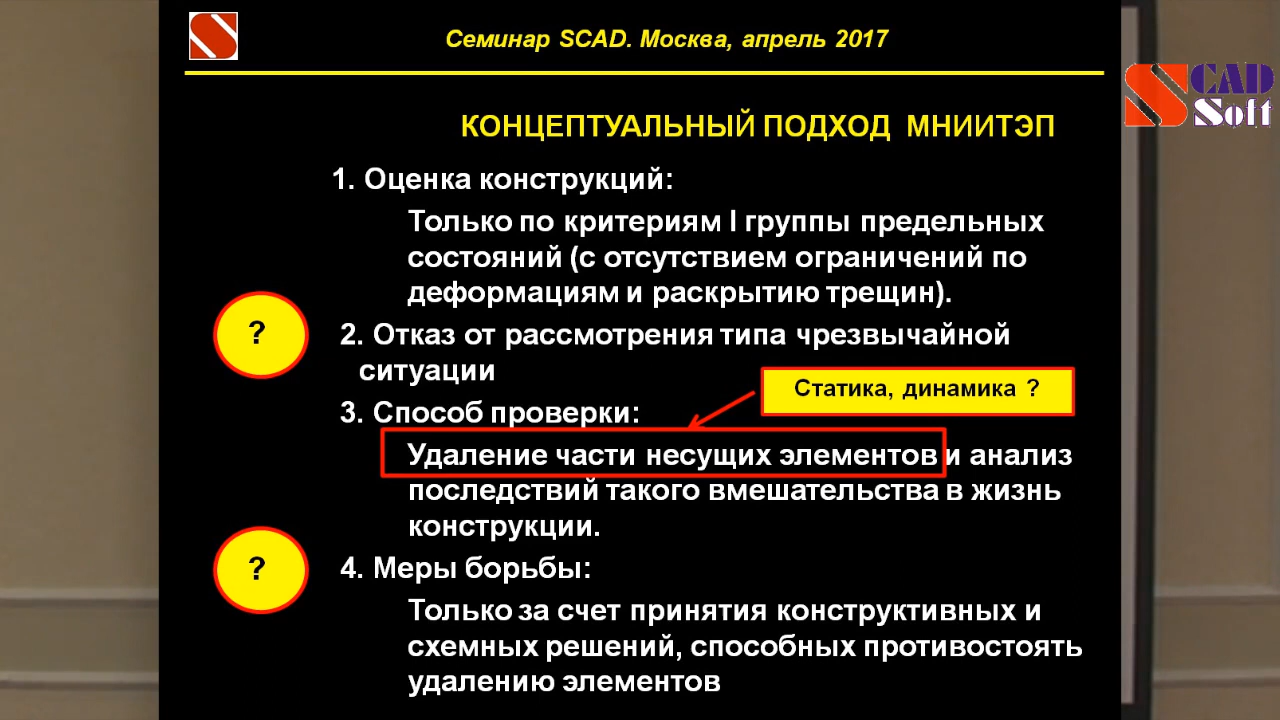 Семинар SCAD. Москва, апрель 2017
SCAD
Soft
КОНЦЕПТУАЛЬНЫЙ ПОДХОД МНИИТЭП
1. Оценка конструкций:
Только по критериям I группы предельных
состояний (с отсутствием ограничений по
деформациям и раскрытию трещин).
?
2. Отказ от рассмотрения типа чрезвычайной
ситуации
Статика, динамика ?
3. Способ проверки:
Удаление части несущих элементов и анализ
последствий такого вмешательства в жизнь
конструкции.
?
4. Меры борьбы:
Только за счет принятия конструктивных и
схемных решений, способных противостоять
удалению элементов